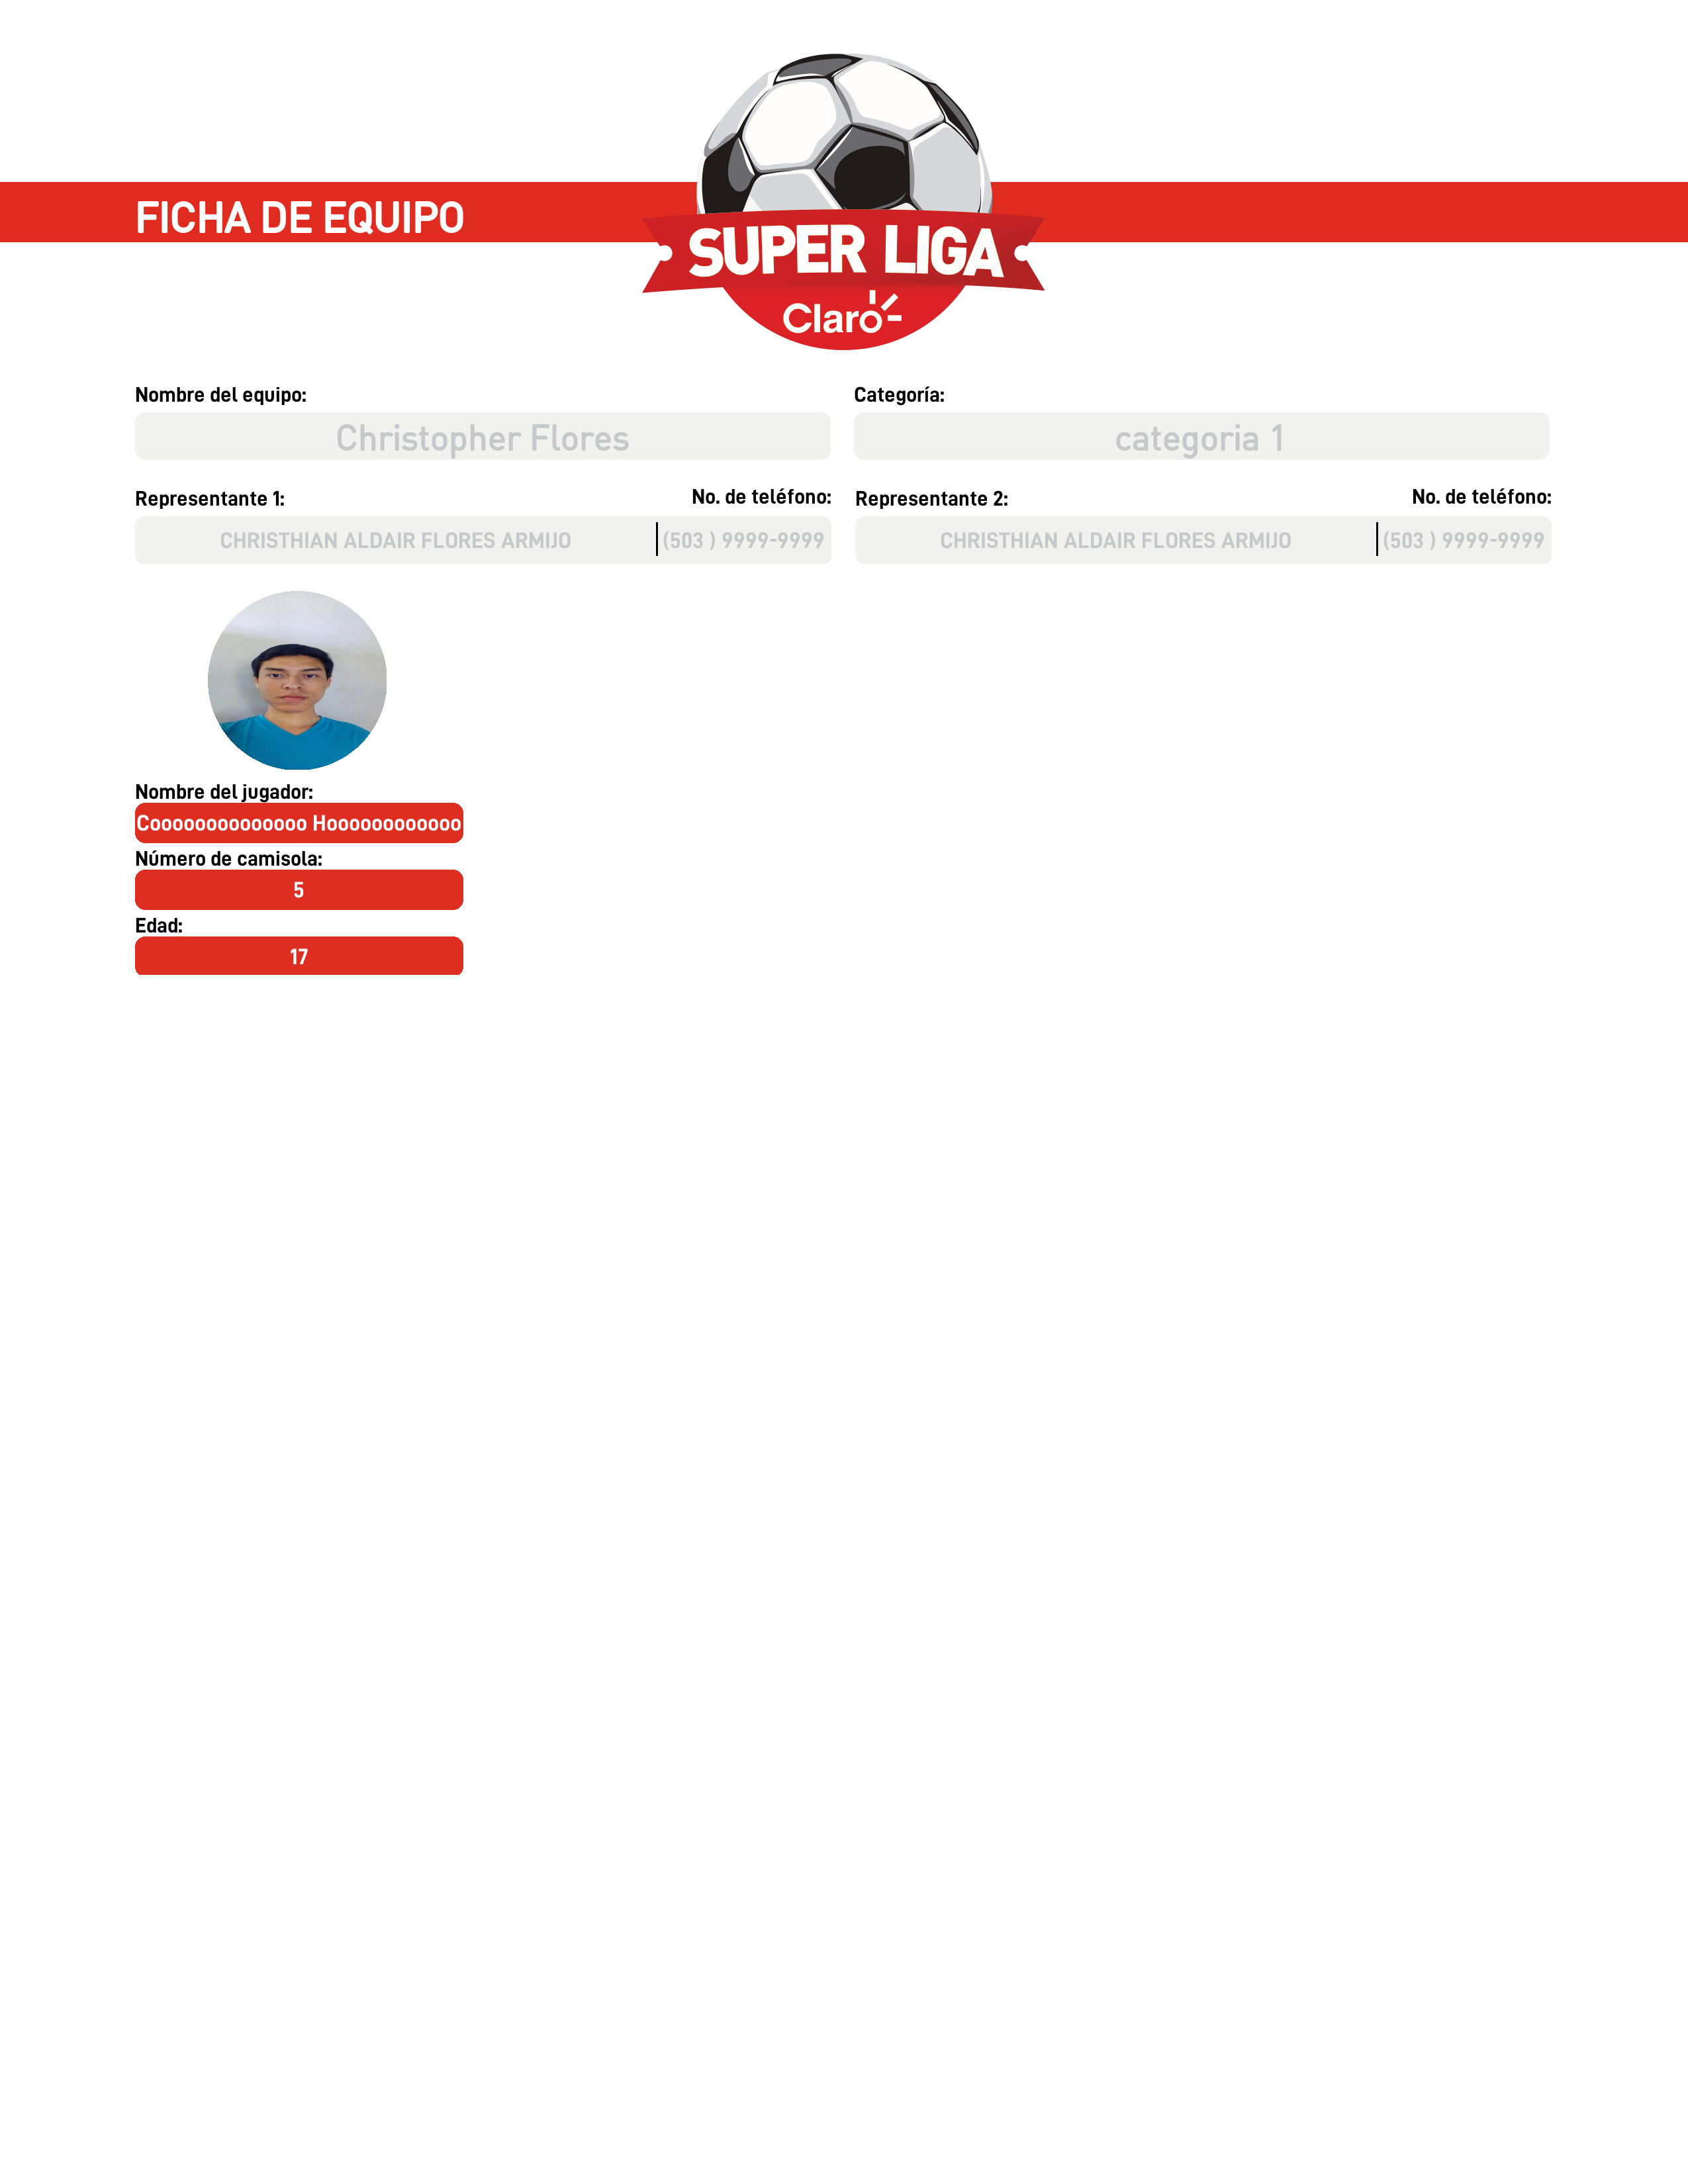 FICHA DE EQUIPO
SUPER LIGA
Claro
Nombre del equipo: Categoría:
Christopher Flores categoria 1
Representante 1: No. de teléfono: Representante 2: No. de teléfono:
CHRISTHIAN ALDAIR FLORES ARMIJO (503 ) 9999-9999 CHRISTHIAN ALDAIR FLORES ARMIJO (503 ) 9999-9999
Nombre del jugador:
Coooooooooooooo Hoooooooooooo
Número de camisola:
5
Edad:
17